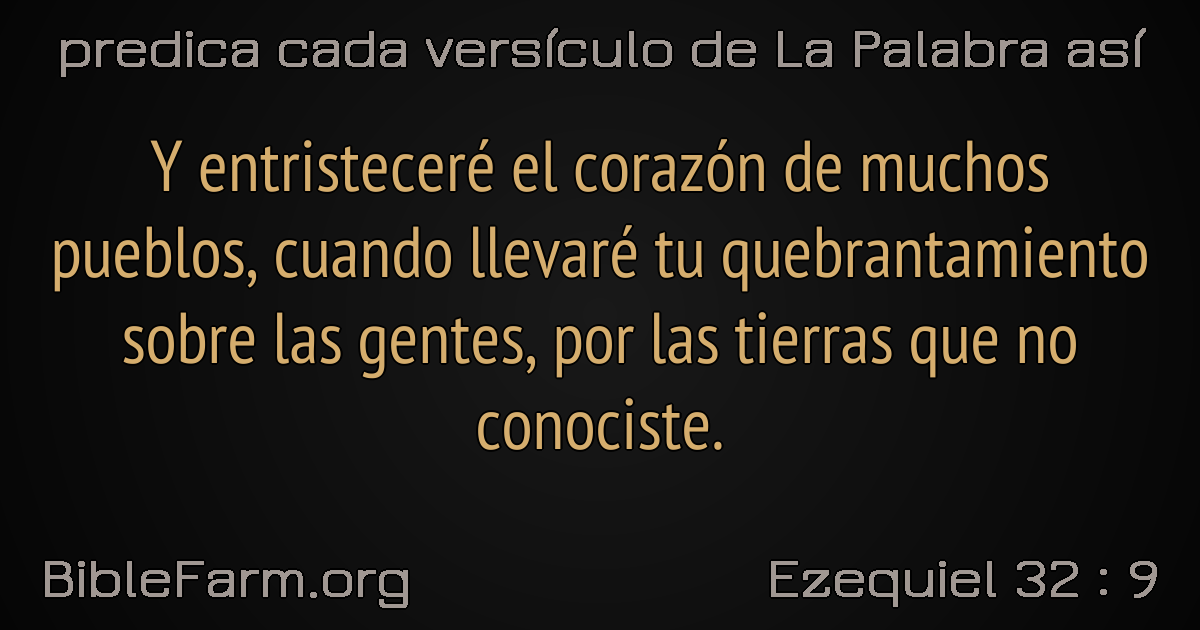 predica cada versículo de La Palabra así
Y entristeceré el corazón de muchos
pueblos, cuando llevaré tu quebrantamiento
sobre las gentes, por las tierras que no
conociste.
BibleFarm.org
Ezequiel 32 : 9